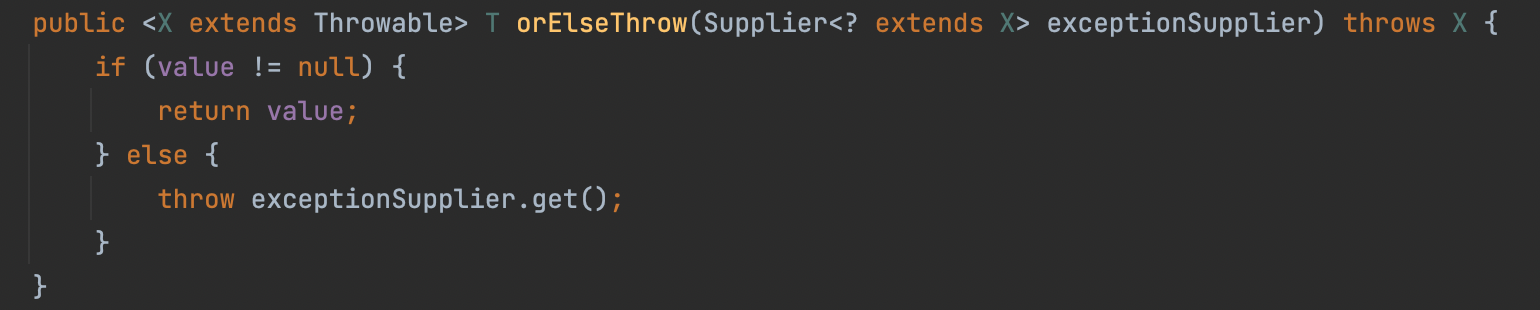 public <X extends Throwable> T orElseThrow(Supplier<? extends X> exceptionSupplier) throws X {
    if (value != null) {
        return value;
    } else {
        throw exceptionSupplier.get();
    }
}